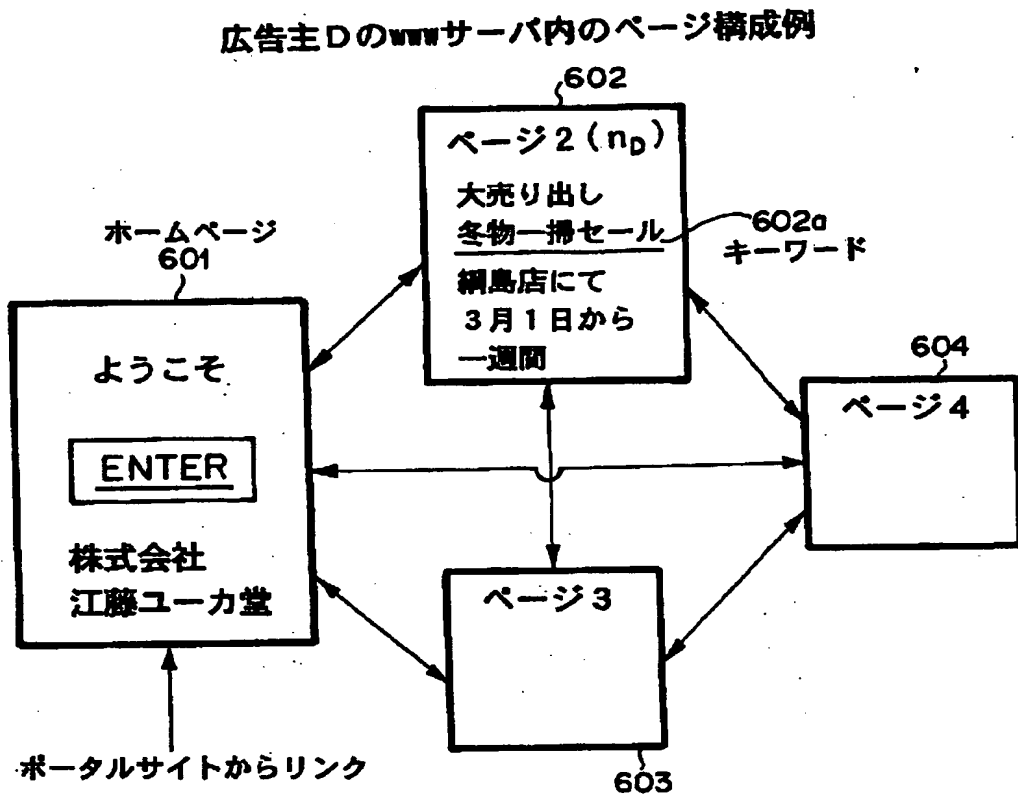 広告主Dのwwwサーバ内のページ構成例
602
ページ2(nD)
大売り出し
冬物一掃セール
綱島店にて
3月1日から
一週間
602a
キーワード
ホームページ
601
ようこそ
ENTER
株式会社
江藤ユーカ堂
604
ページ4
ページ3
603
ポータルサイトからリンク